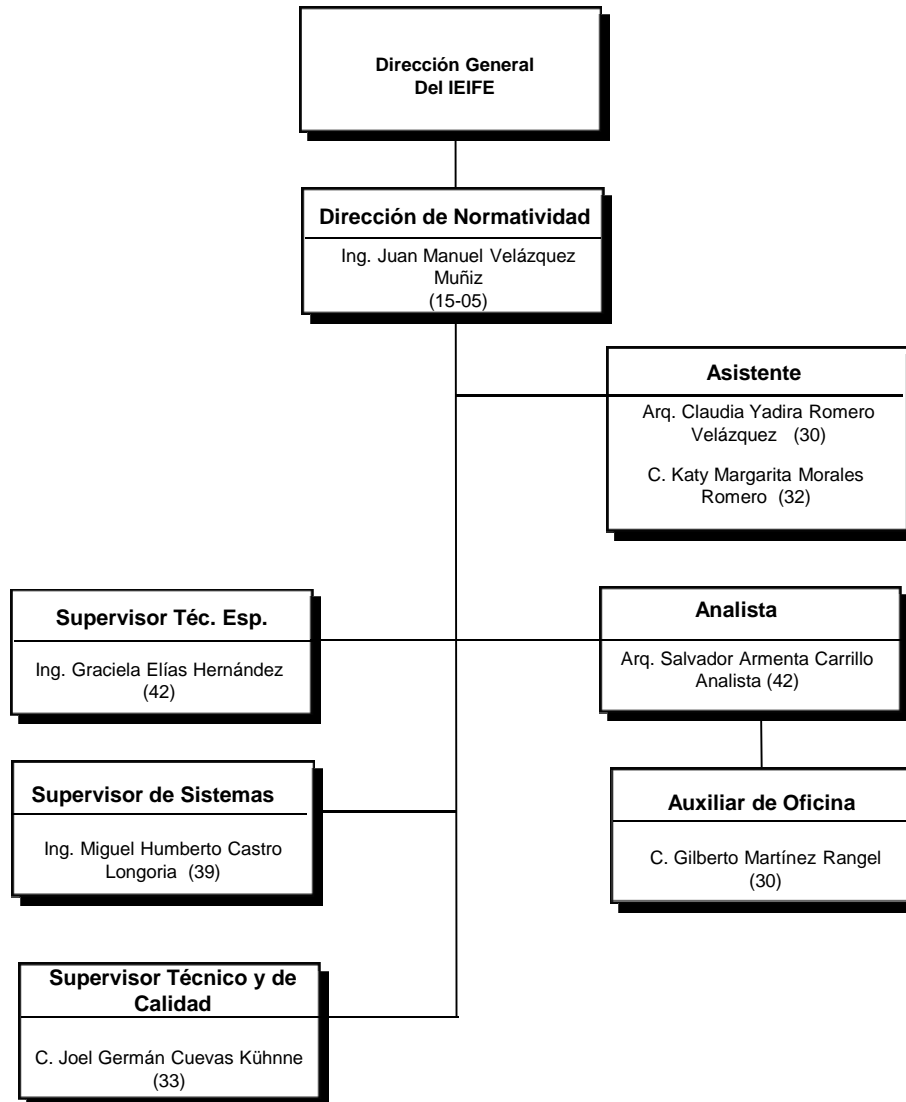 Dirección General
Del IEIFE
Dirección de Normatividad
Ing. Juan Manuel Velázquez
Muñiz
(15-05)
Asistente
Arq. Claudia Yadira Romero
Velázquez (30)
C. Katy Margarita Morales
Romero (32)
Supervisor Téc. Esp.
Ing. Graciela Elías Hernández
(42)
Analista
Arq. Salvador Armenta Carrillo
Analista (42)
Supervisor de Sistemas
Ing. Miguel Humberto Castro
Longoria (39)
Auxiliar de Oficina
C. Gilberto Martínez Rangel
(30)
Supervisor Técnico y de
Calidad
C. Joel Germán Cuevas Kühnne
(33)